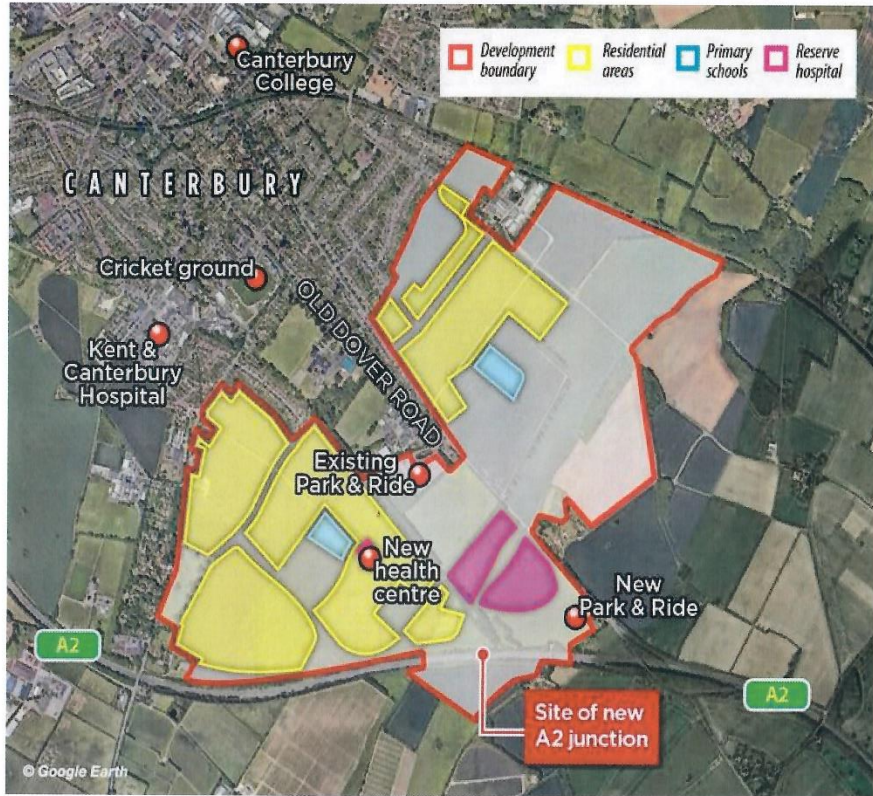 Development
boundary
Residential
areas
Primary
schools
Reserve
hospital
Canterbury
College
CANTERBURY
Cricket ground
OLD DOVER ROAD
Kent &
Canterbury
Hospital
Existing
Park & Ride
New
health
centre
New
Park & Ride
A2
A2
Site of new
A2 junction
© Google Earth